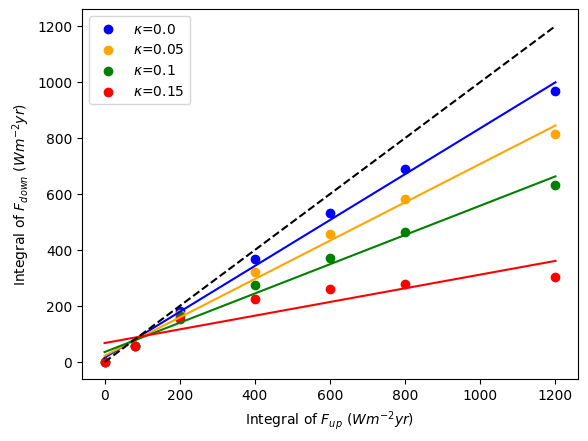 1200
1000
800
600
400
200
0
κ=0.0
κ=0.05
κ=0.1
κ=0.15
Integral of F_down (Wm⁻²yr)
0 200 400 600 800 1000 1200
Integral of F_up (Wm⁻²yr)